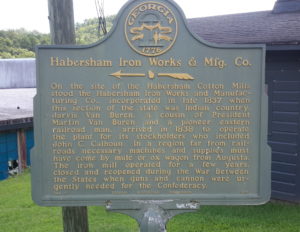 GEORGIA
1776
Habersham Iron Works & Mfg. Co.
On the site of the Habersham Cotton Mills
stood the Habersham Iron Works and Manufac-
turing Co., incorporated in late 1837 when
this section of the state was Indian country.
Jarvis Van Buren, a cousin of President
Martin Van Buren and a pioneer eastern
railroad man, arrived in 1838 to operate
the plant for its stockholders who included
John C. Calhoun. In a region far from rail-
roads necessary machinery and supplies must
have come by mule or ox wagon from Augusta.
The iron mill operated for a few years,
closed and reopened during the War Between
the States when guns and cannon were ur-
gently needed for the Confederacy.